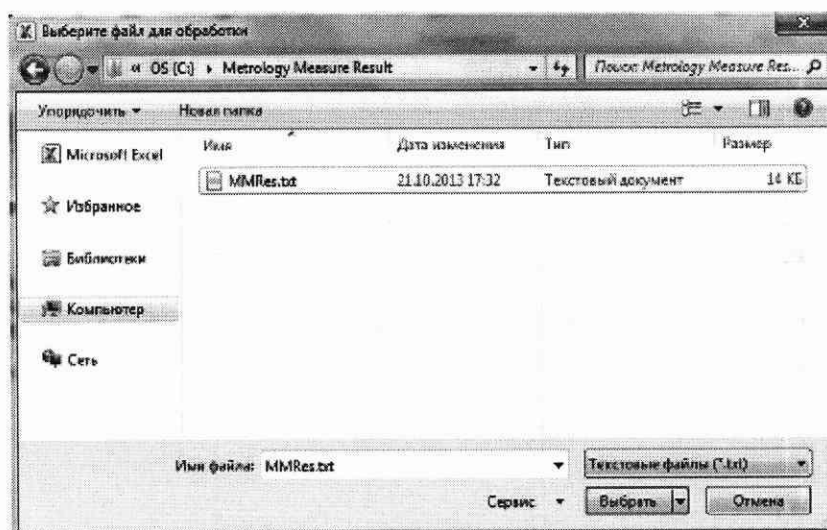 Выберите файл для обработки
« OS (C:) Metrology Measure Result
Поиск: Metrology Measure Res...
Упорядочить Новая папка
Имя Дата изменения Тип Размер
MMRes.txt 21.10.2013 17:32 Текстовый документ 14 КБ
Microsoft Excel
Избранное
Библиотеки
Компьютер
Сеть
Имя файла: MMRes.txt
Текстовые файлы (*.txt)
Сервис Выбрать Отмена